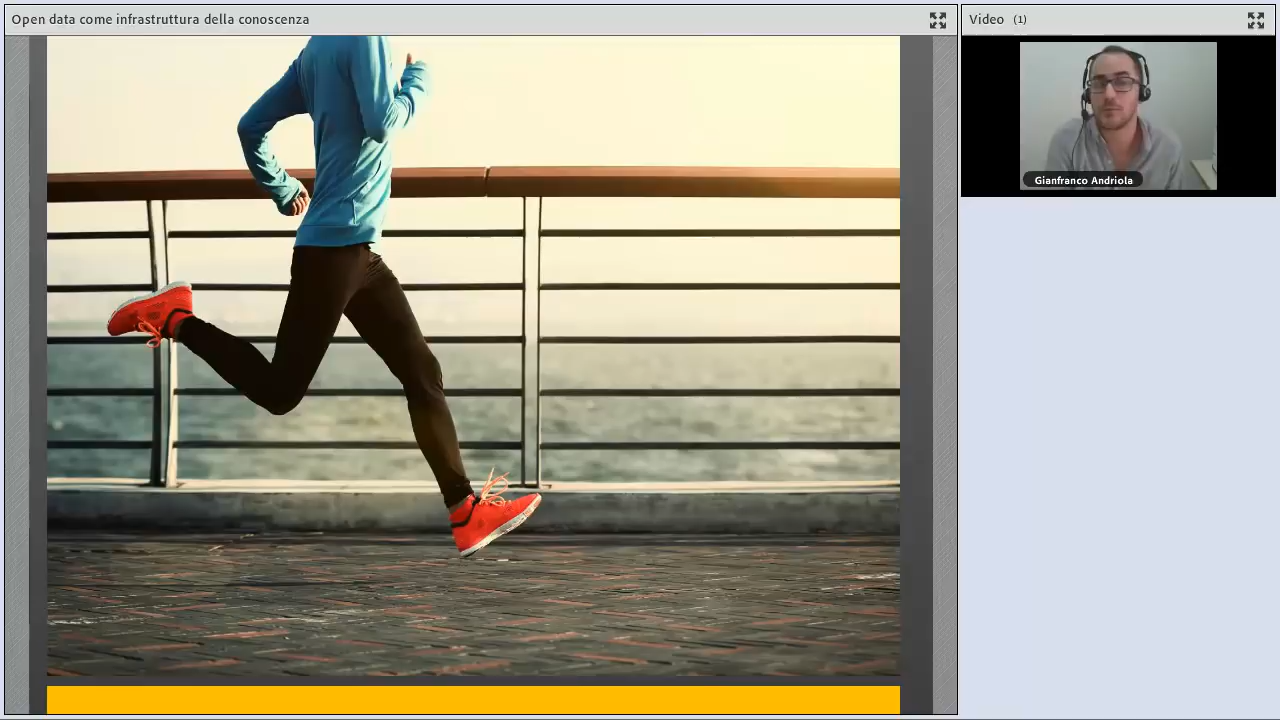 Open data come infrastruttura della conoscenza
Video (1)
Gianfranco Andriola